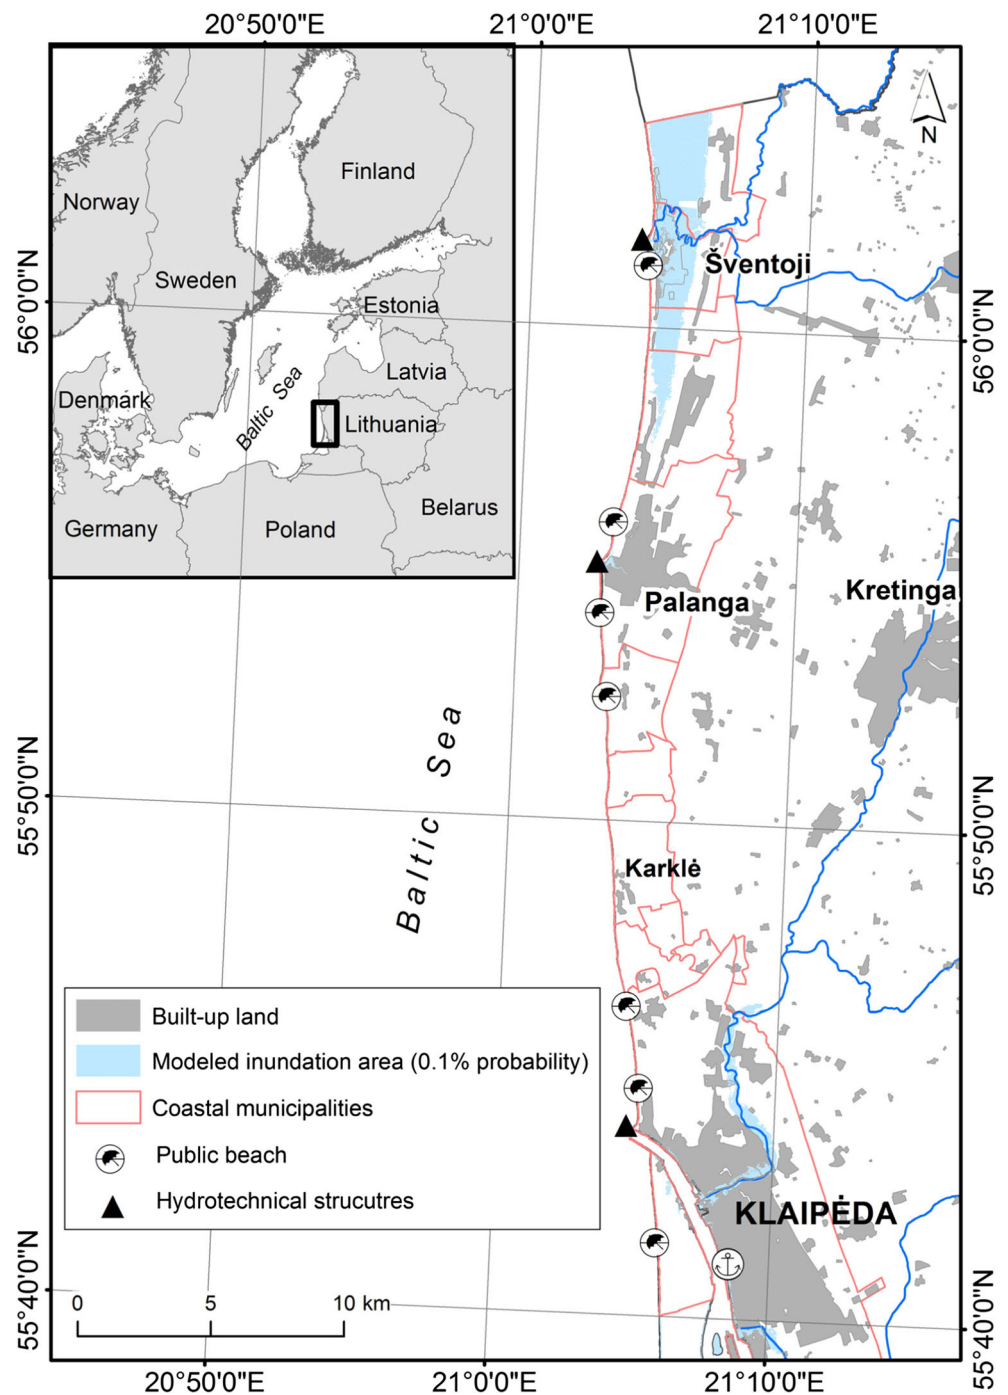 20°50'0"E
21°0'0"E
21°10'0"E
N
Finland
Norway
Sweden
Estonia
Latvia
Denmark
Baltic Sea
Lithuania
Belarus
Germany
Poland
56°0'0"N
56°0'0"N
Šventoji
Palanga
Kretinga
Baltic Sea
55°50'0"N
55°50'0"N
Karklė
Built-up land
Modeled inundation area (0.1% probability)
Coastal municipalities
Public beach
Hydrotechnical strucutres
KLAIPĖDA
55°40'0"N
55°40'0"N
0 5 10 km
20°50'0"E
21°0'0"E
21°10'0"E